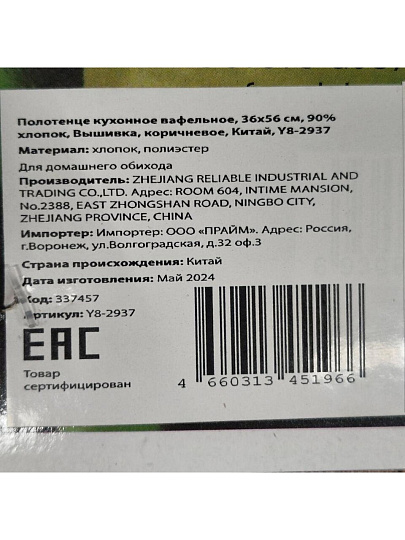 Полотенце кухонное вафельное, 36x56 см, 90%
хлопок, Вышивка, коричневое, Китай, Y8-2937
Материал: хлопок, полиэстер
Для домашнего обихода
Производитель: ZHEJIANG RELIABLE INDUSTRIAL AND
TRADING CO.,LTD. Адрес: ROOM 604, INTIME MANSION,
No.2388, EAST ZHONGSHAN ROAD, NINGBO CITY,
ZHEJIANG PROVINCE, CHINA
Импортер: Импортер: ООО «ПРАЙМ». Адрес: Россия,
г.Воронеж, ул.Волгоградская, д.32 оф.3
Страна происхождения: Китай
Дата изготовления: Май 2024
Код: 337457
Артикул: Y8-2937
EAC
Товар
сертифицирован
4 660313 451966